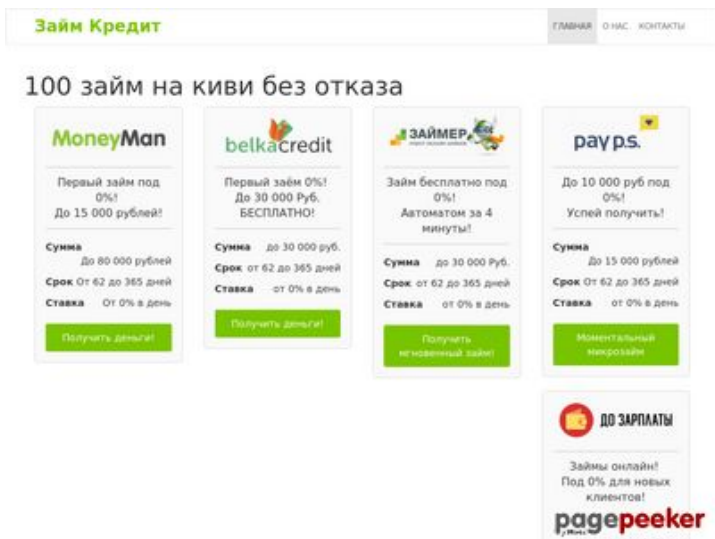 Займ Кредит
ГЛАВНАЯ О НАС КОНТАКТЫ
100 займ на киви без отказа
MoneyMan
Первый займ под
0%!
До 15 000 рублей!
Сумма
До 80 000 рублей
Срок От 62 до 365 дней
Ставка От 0% в день
Получить деньги!
belkacredit
Первый заём 0%!
До 30 000 Руб.
БЕСПЛАТНО!
Сумма до 30 000 руб.
Срок от 62 до 365 дней
Ставка от 0% в день
Получить деньги!
ЗАЙМЕР
Займ бесплатно под
0%!
Автоматом за 4
минуты!
Сумма до 30 000 Руб.
Срок от 62 до 365 дней
Ставка от 0% в день
Получить
мгновенный займ!
pay p.s.
До 10 000 руб под
0%!
Успей получить!
Сумма
До 15 000 рублей
Срок От 62 до 365 дней
Ставка от 0% в день
Моментальный
микрозайм
ДО ЗАРПЛАТЫ
Займы онлайн!
Под 0% для новых
клиентов!
pagepeeker